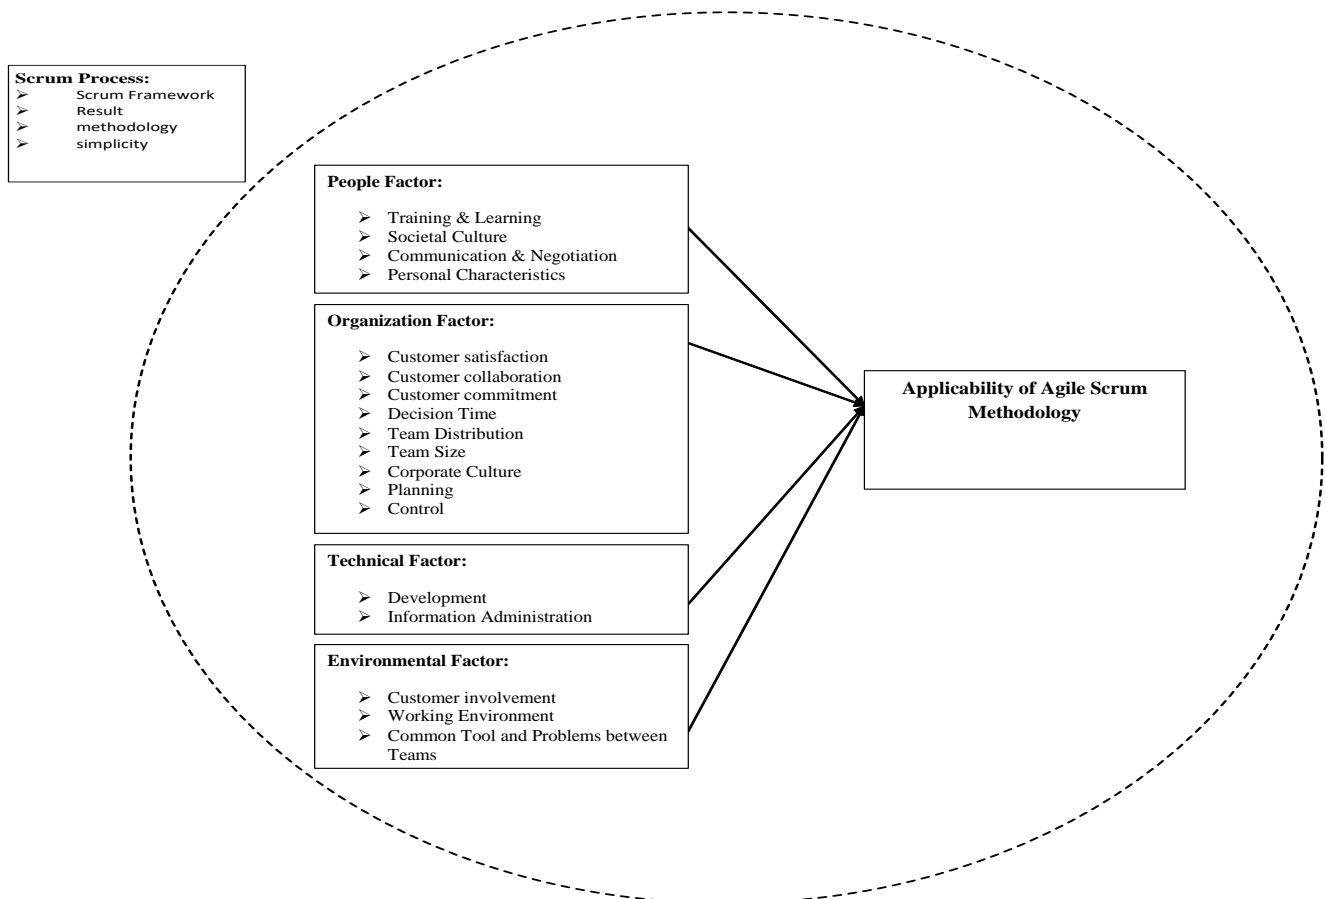 Scrum Process:
➢ Scrum Framework
➢ Result
➢ methodology
➢ simplicity
People Factor:
➢ Training & Learning
➢ Societal Culture
➢ Communication & Negotiation
➢ Personal Characteristics
Organization Factor:
➢ Customer satisfaction
➢ Customer collaboration
➢ Customer commitment
➢ Decision Time
➢ Team Distribution
➢ Team Size
➢ Corporate Culture
➢ Planning
➢ Control
Technical Factor:
➢ Development
➢ Information Administration
Environmental Factor:
➢ Customer involvement
➢ Working Environment
➢ Common Tool and Problems between
Teams
Applicability of Agile Scrum
Methodology